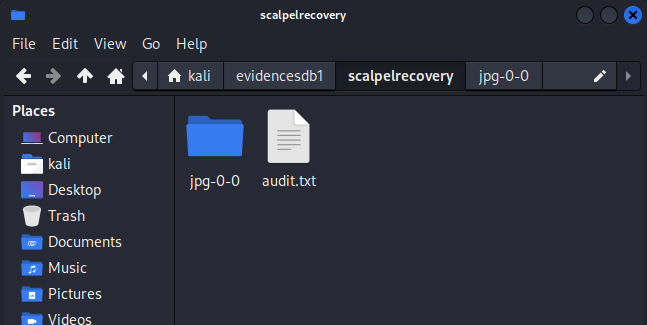 scalpelrecovery
File Edit View Go Help
kali evidencesdb1 scalpelrecovery jpg-0-0
Places
Computer
kali
Desktop
Trash
Documents
Music
Pictures
Videos
jpg-0-0 audit.txt